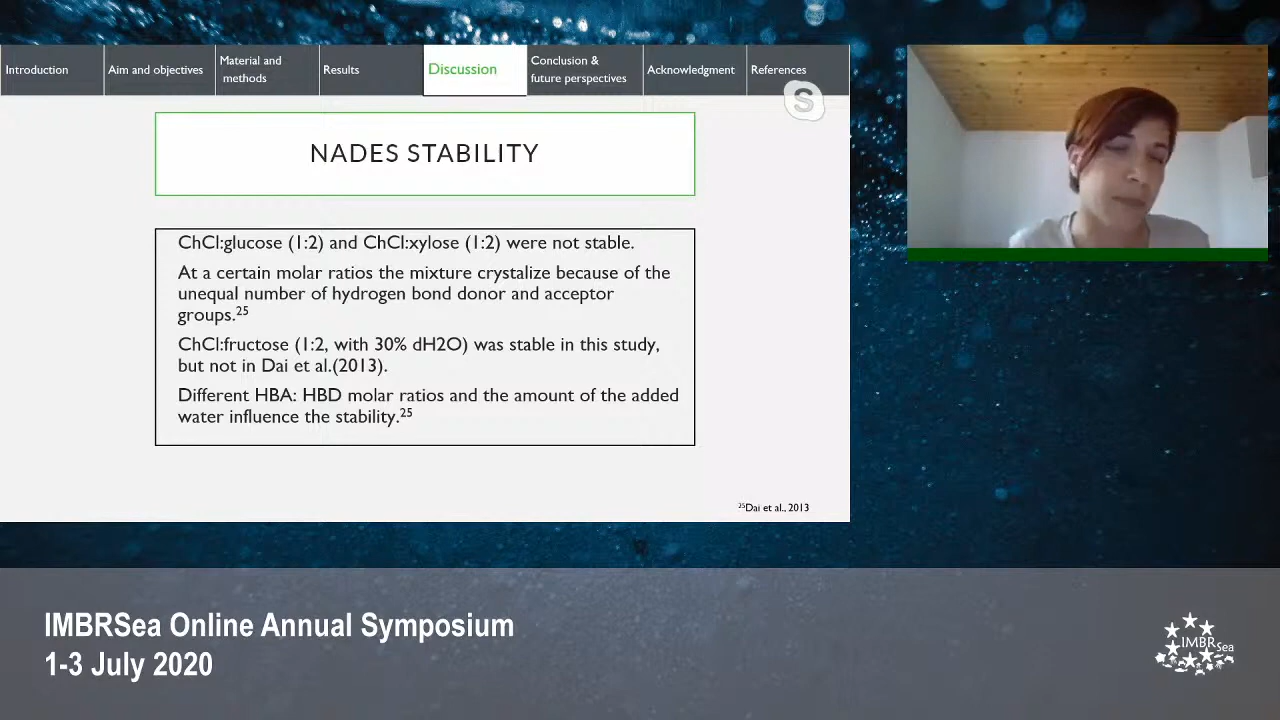 Introduction
Aim and objectives
Material and
methods
Results
Discussion
Conclusion &
future perspectives
Acknowledgment
References
S
NADES STABILITY
ChCl:glucose (1:2) and ChCl:xylose (1:2) were not stable.
At a certain molar ratios the mixture crystalize because of the
unequal number of hydrogen bond donor and acceptor
groups.25
ChCl:fructose (1:2, with 30% dH2O) was stable in this study,
but not in Dai et al.(2013).
Different HBA: HBD molar ratios and the amount of the added
water influence the stability.25
25Dai et al., 2013
IMBRSea Online Annual Symposium
1-3 July 2020
IMBRSea